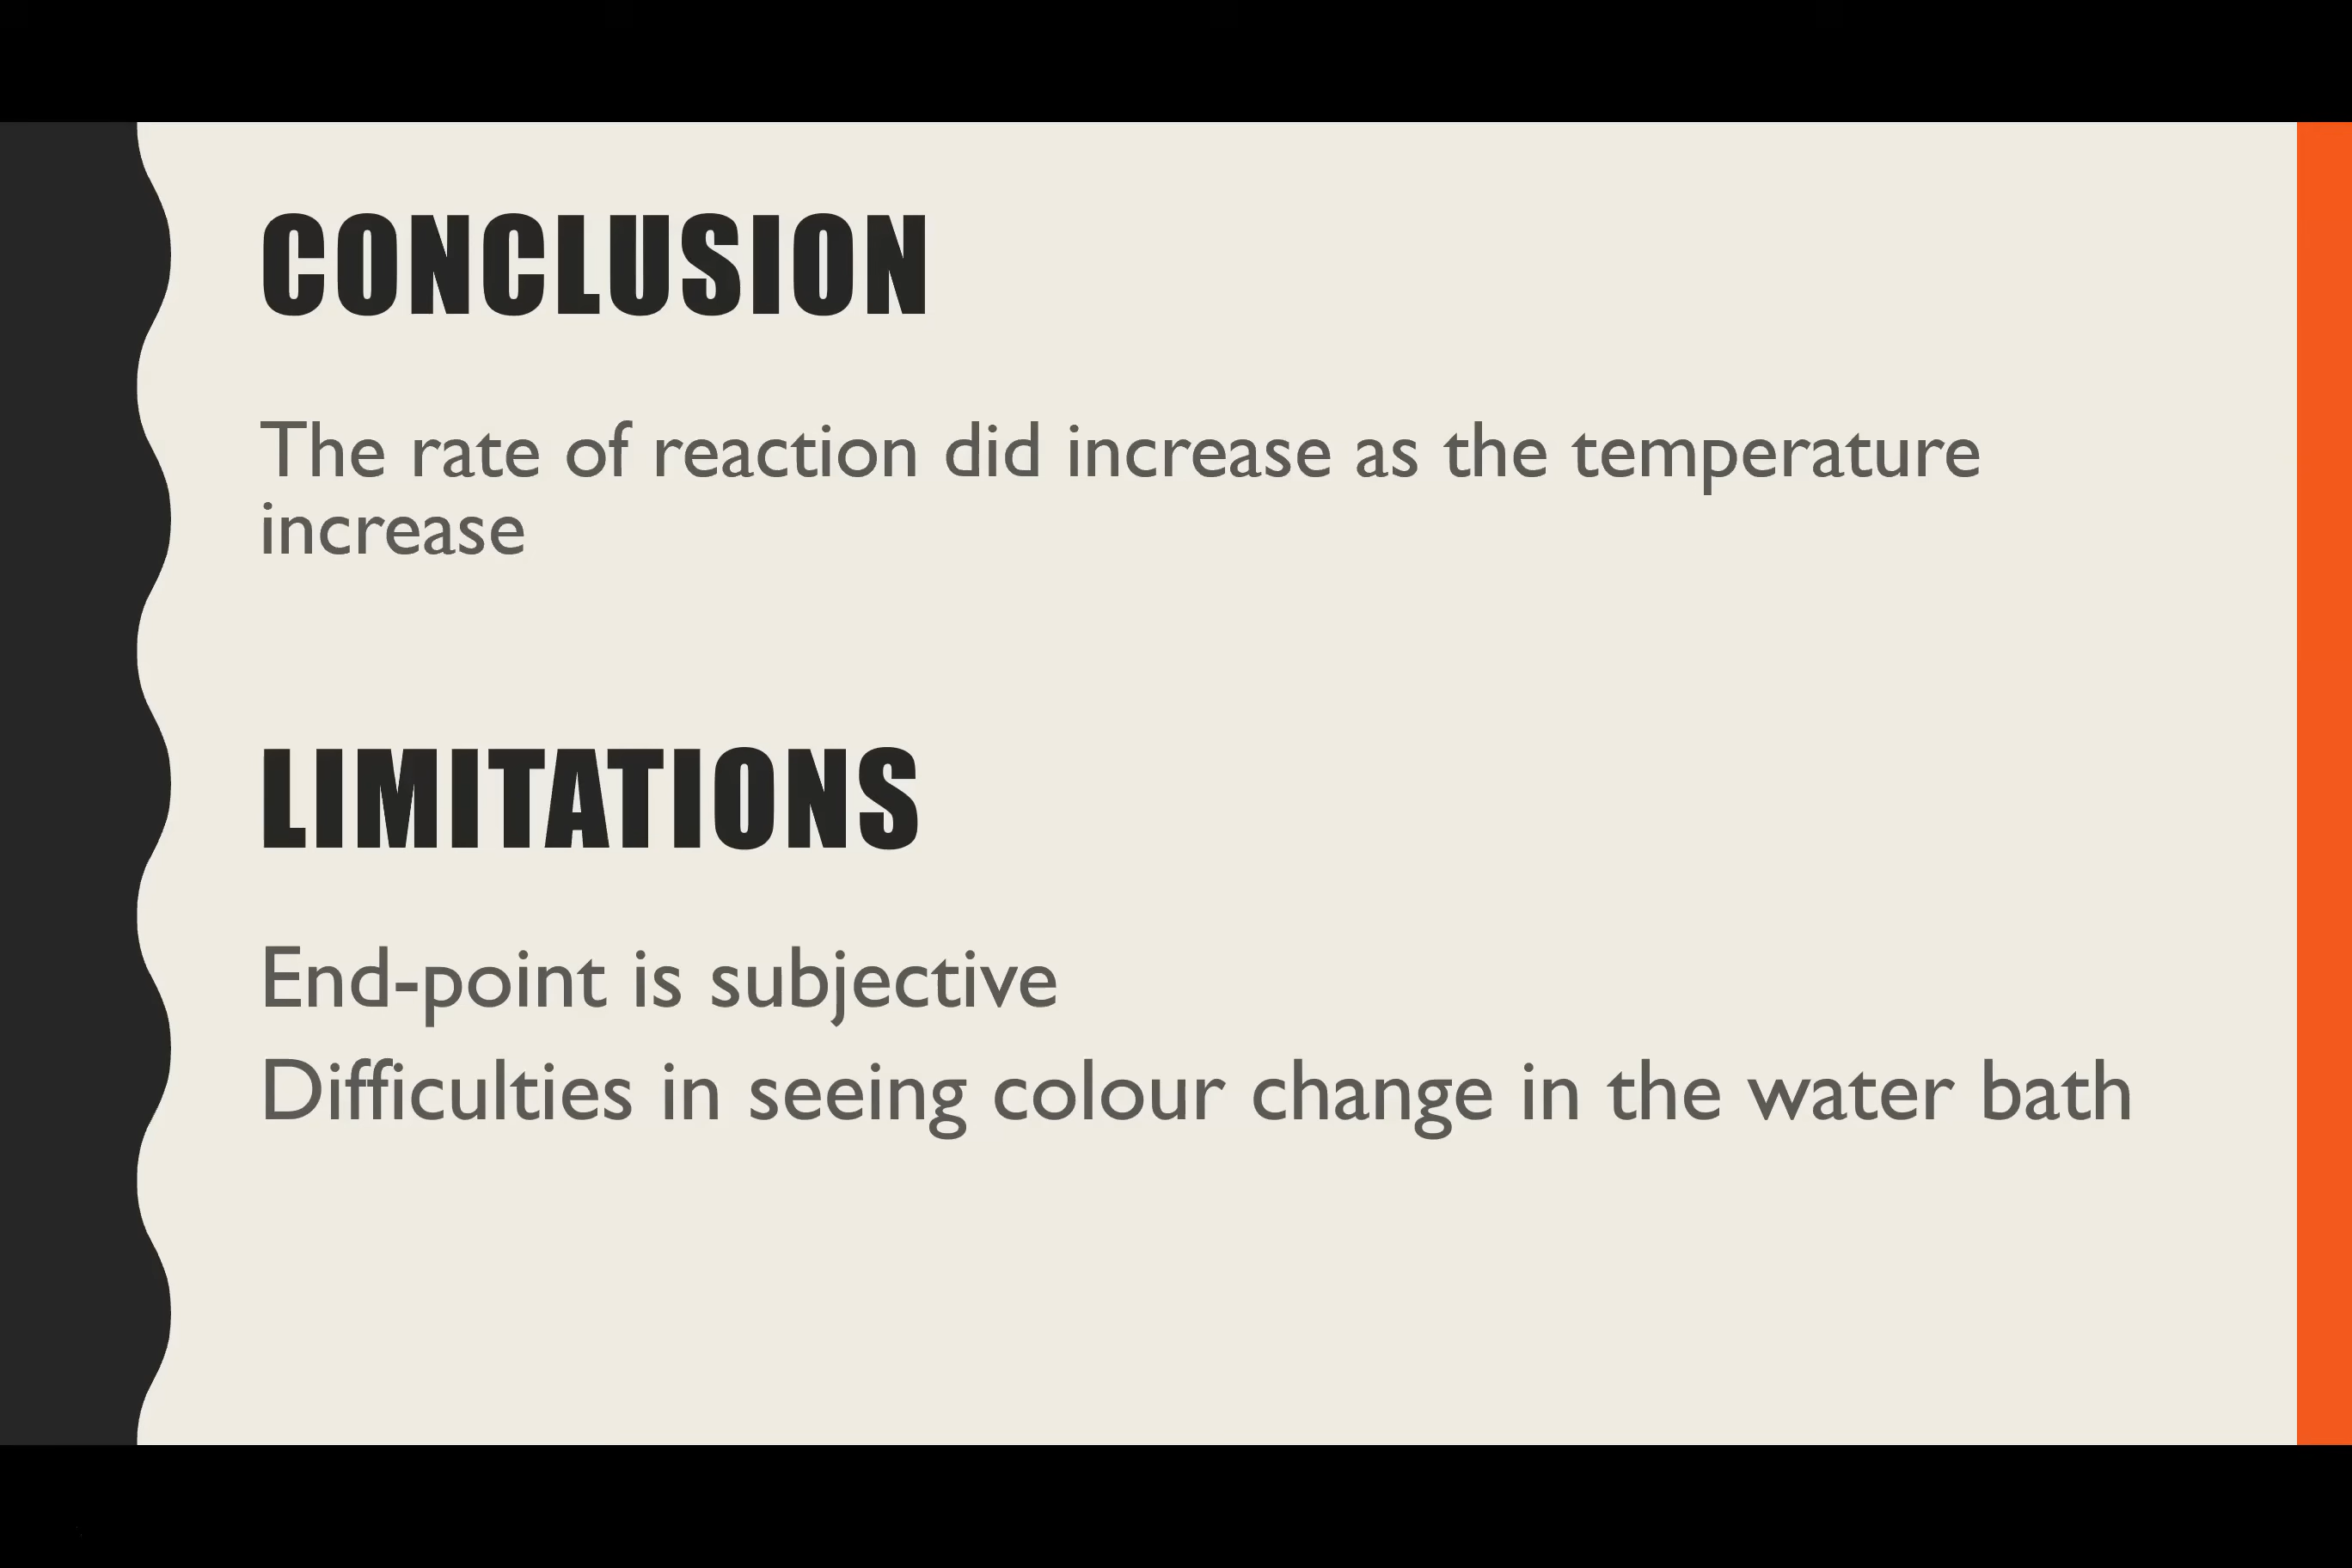 CONCLUSION
The rate of reaction did increase as the temperature
increase
LIMITATIONS
End-point is subjective
Difficulties in seeing colour change in the water bath